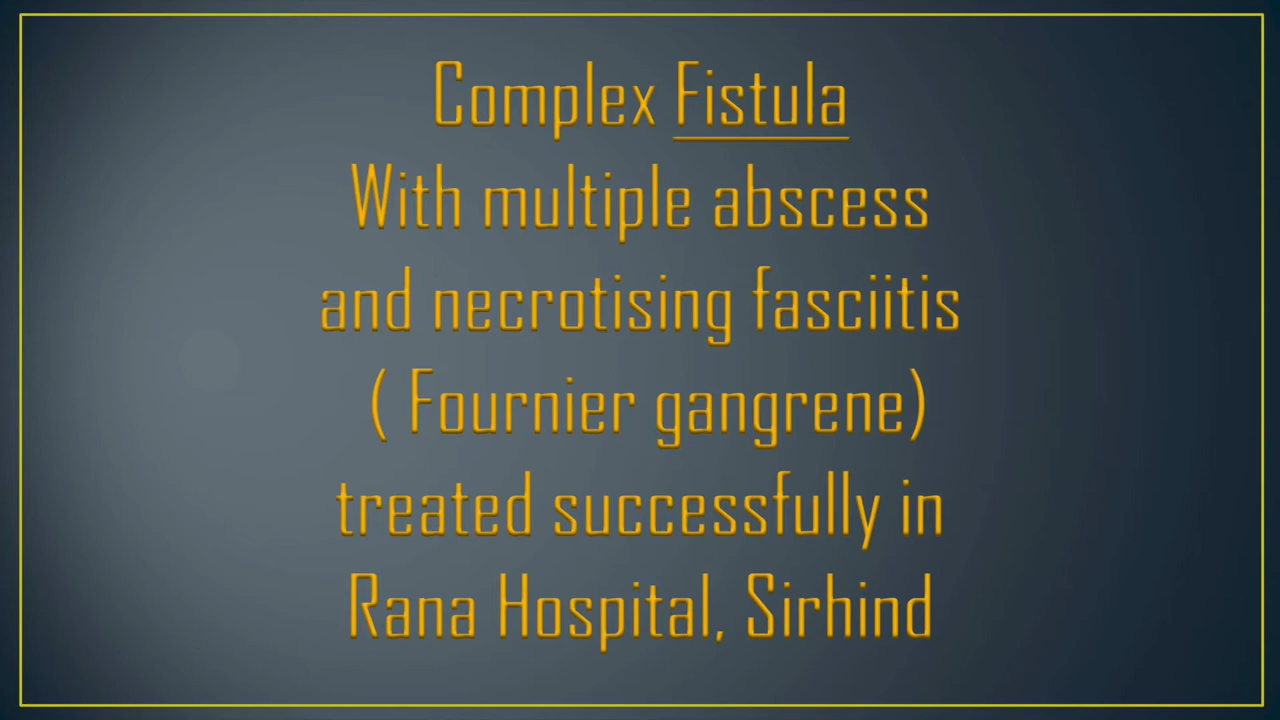 Complex Fistula
With multiple abscess
and necrotising fasciitis
( Fournier gangrene)
treated successfully in
Rana Hospital, Sirhind